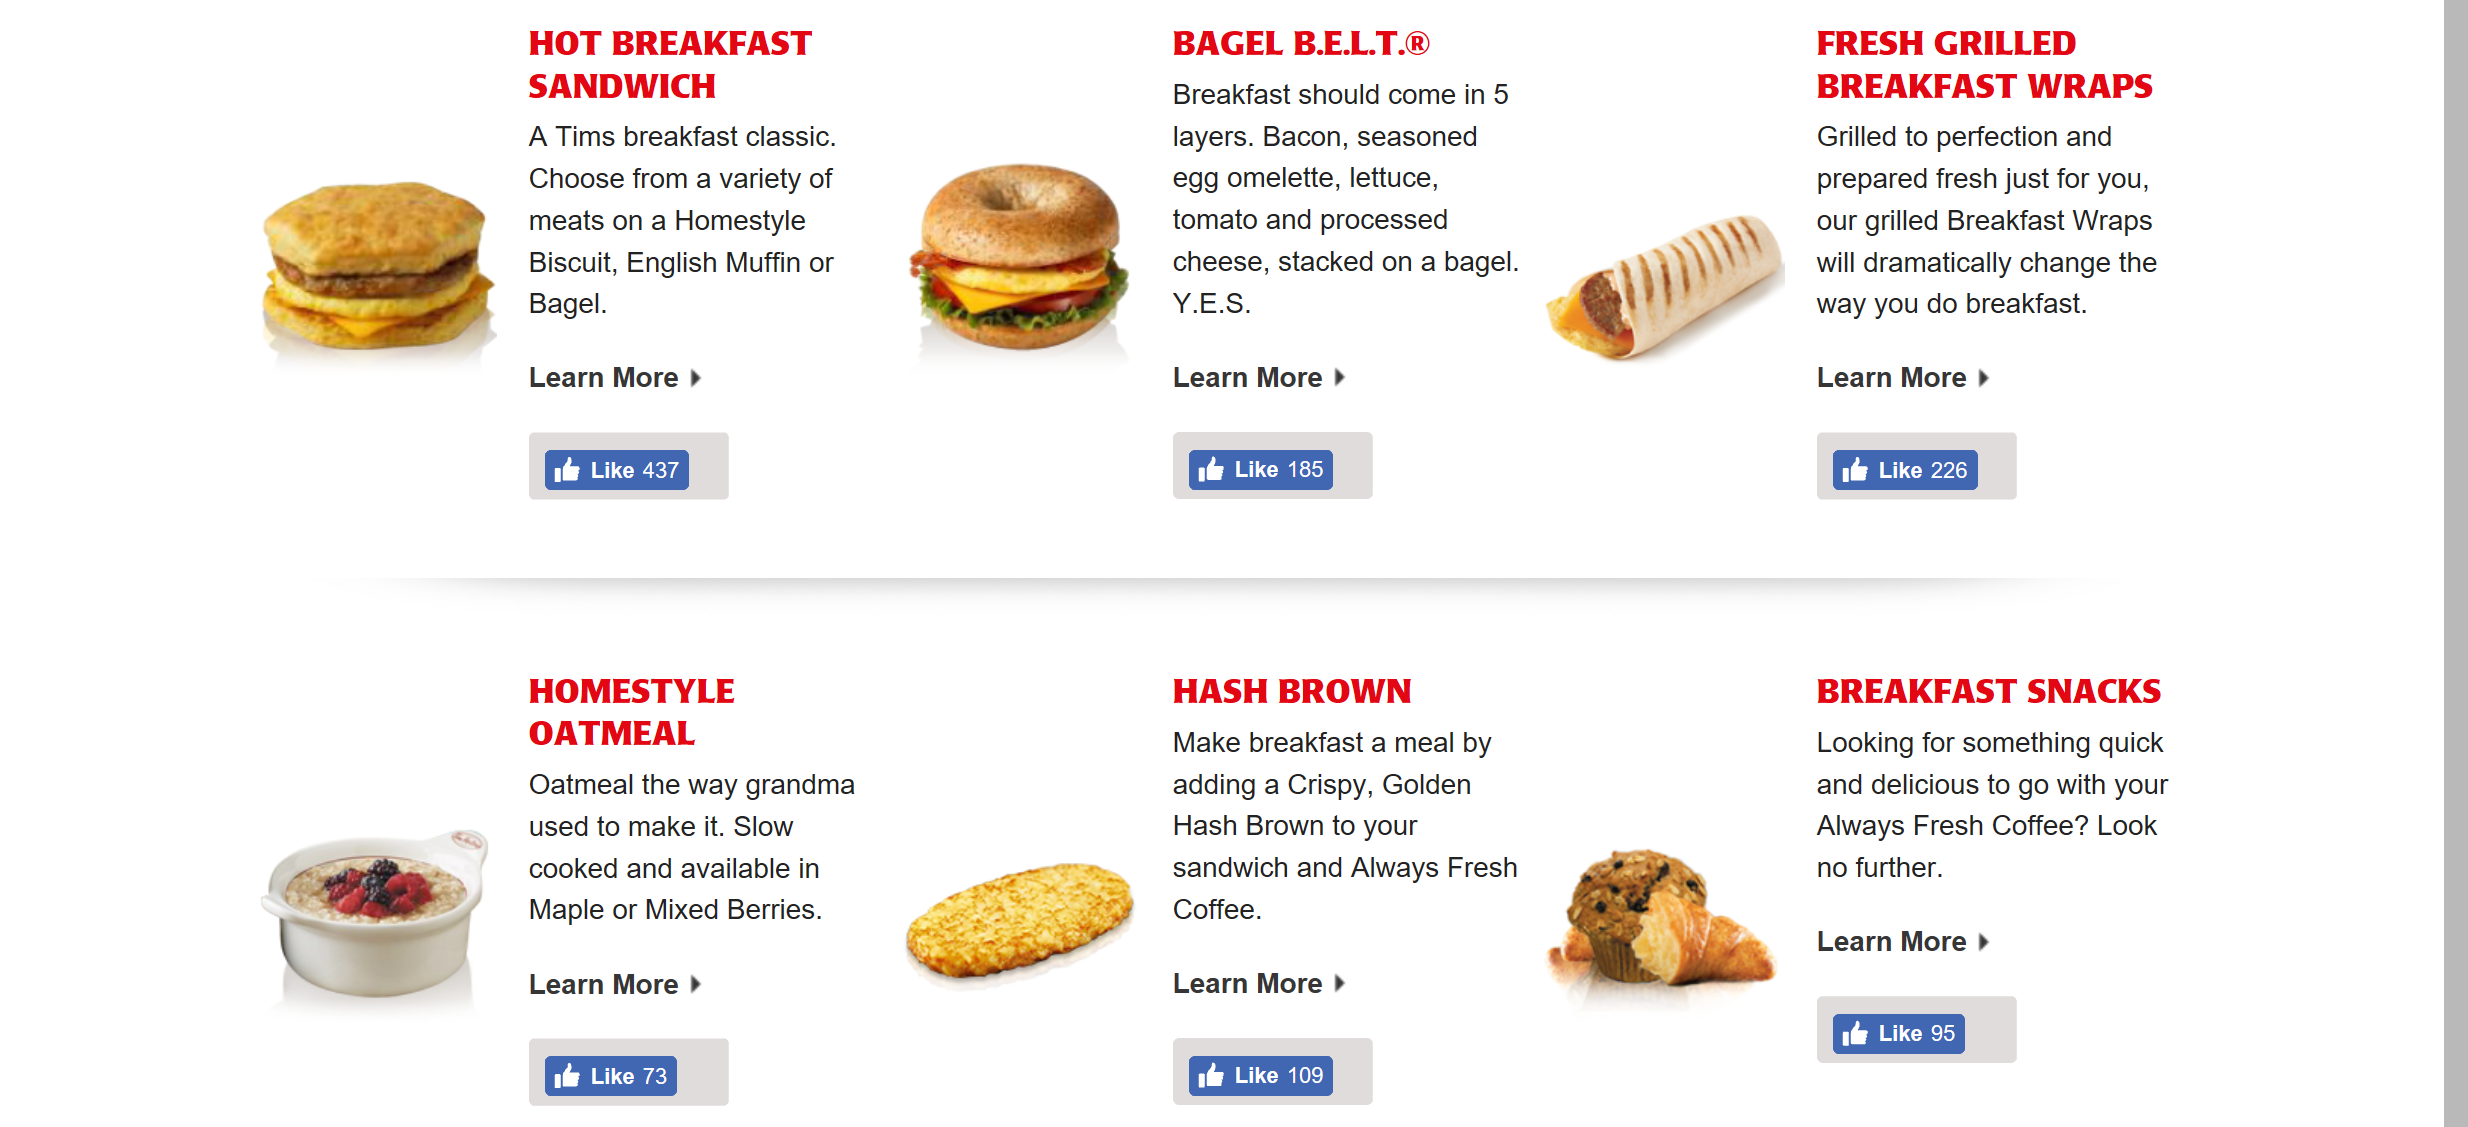 HOT BREAKFAST
SANDWICH
A Tims breakfast classic.
Choose from a variety of
meats on a Homestyle
Biscuit, English Muffin or
Bagel.
Learn More
Like 437
BAGEL B.E.L.T.®
Breakfast should come in 5
layers. Bacon, seasoned
egg omelette, lettuce,
tomato and processed
cheese, stacked on a bagel.
Y.E.S.
Learn More
Like 185
FRESH GRILLED
BREAKFAST WRAPS
Grilled to perfection and
prepared fresh just for you,
our grilled Breakfast Wraps
will dramatically change the
way you do breakfast.
Learn More
Like 226
HOMESTYLE
OATMEAL
Oatmeal the way grandma
used to make it. Slow
cooked and available in
Maple or Mixed Berries.
Learn More
Like 73
HASH BROWN
Make breakfast a meal by
adding a Crispy, Golden
Hash Brown to your
sandwich and Always Fresh
Coffee.
Learn More
Like 109
BREAKFAST SNACKS
Looking for something quick
and delicious to go with your
Always Fresh Coffee? Look
no further.
Learn More
Like 95